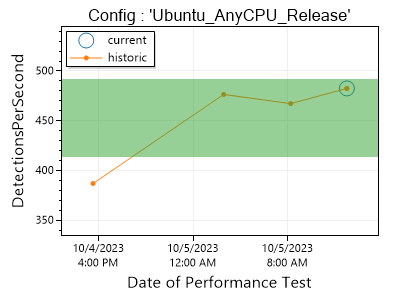 Config : 'Ubuntu_AnyCPU_Release'
current
historic
DetectionsPerSecond
500
450
400
350
10/4/2023 10/5/2023 10/5/2023
4:00 PM 12:00 AM 8:00 AM
Date of Performance Test